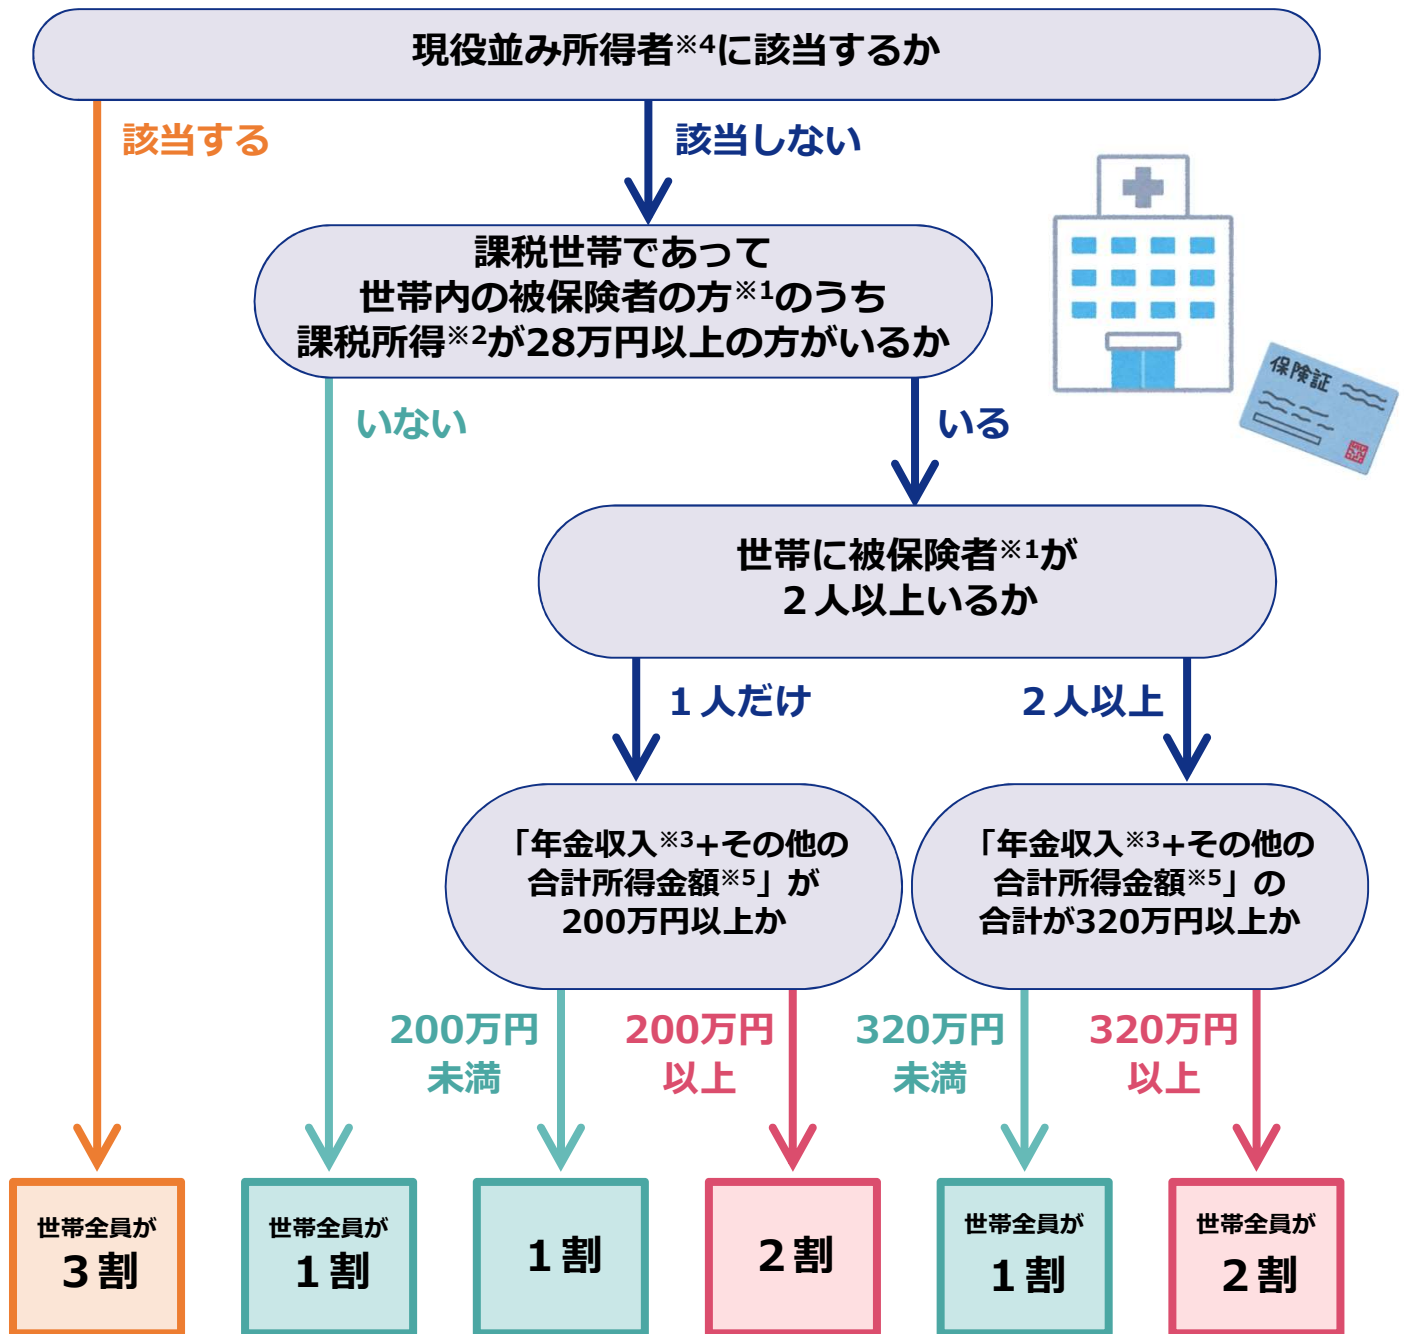 現役並み所得者※4に該当するか
該当する
該当しない
課税世帯であって
世帯内の被保険者の方※1のうち
課税所得※2が28万円以上の方がいるか
保険証
いない
いる
世帯に被保険者※1が
２人以上いるか
１人だけ
２人以上
「年金収入※3+その他の
合計所得金額※5」が
200万円以上か
「年金収入※3+その他の
合計所得金額※5」の
合計が320万円以上か
200万円
未満
200万円
以上
320万円
未満
320万円
以上
世帯全員が
３割
世帯全員が
１割
１割
２割
世帯全員が
１割
世帯全員が
２割